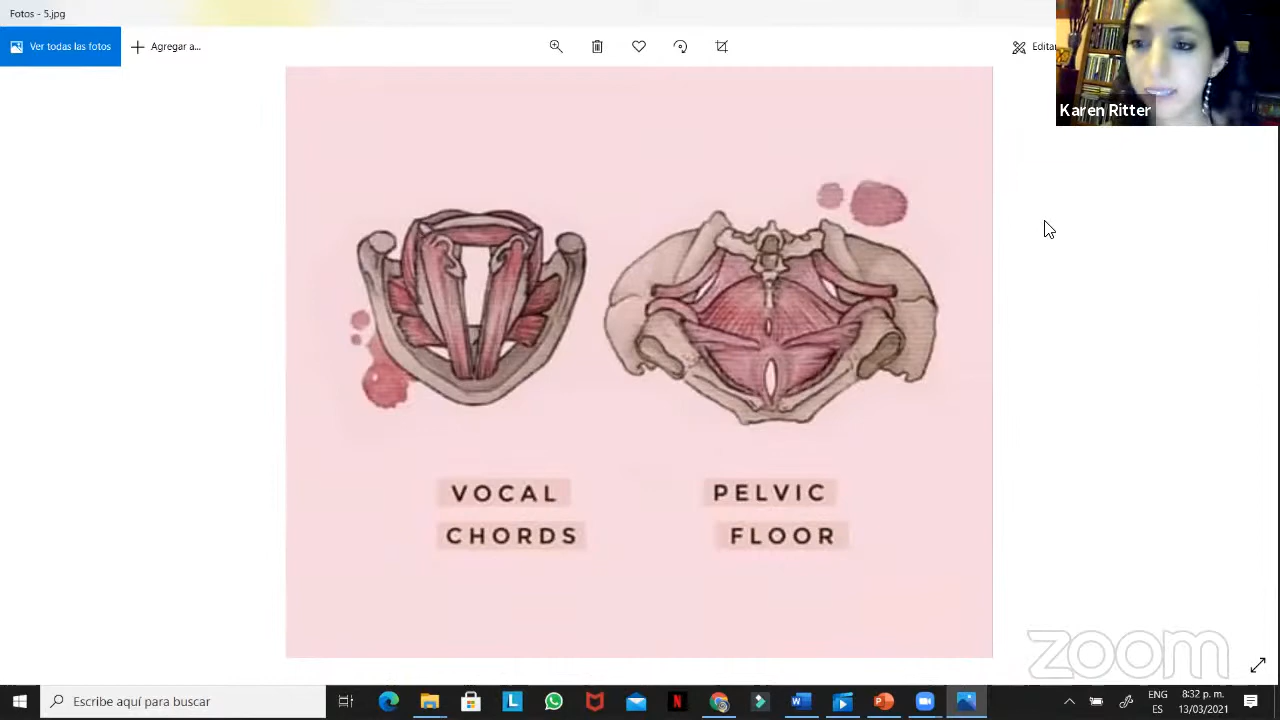 Fotos - 5.jpg
Ver todas las fotos
Agregar a...
Edita
Karen Ritter
VOCAL
CHORDS
PELVIC
FLOOR
zoom
Escribe aquí para buscar
ENG
ES
8:32 p. m.
13/03/2021